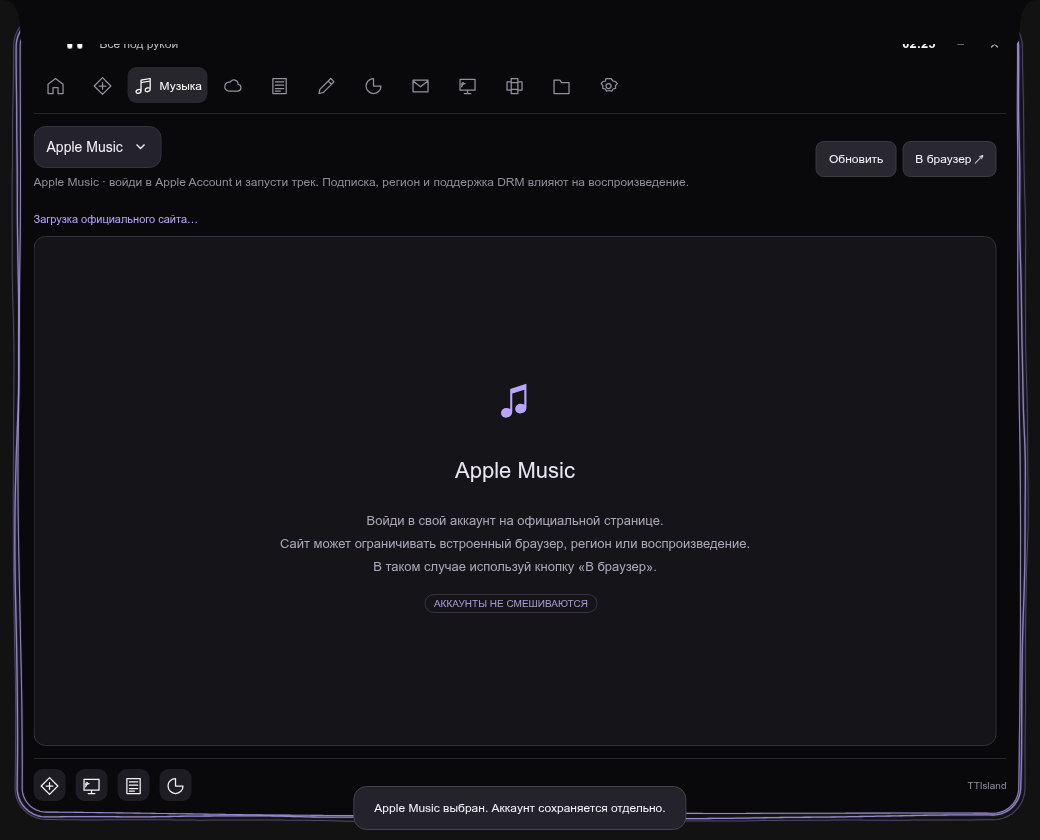 Все под рукой
02:25
Музыка
Apple Music
Обновить
В браузер
Apple Music · войди в Apple Account и запусти трек. Подписка, регион и поддержка DRM влияют на воспроизведение.
Загрузка официального сайта…
Apple Music
Войди в свой аккаунт на официальной странице.
Сайт может ограничивать встроенный браузер, регион или воспроизведение.
В таком случае используй кнопку «В браузер».
АККАУНТЫ НЕ СМЕШИВАЮТСЯ
TTIsland
Apple Music выбран. Аккаунт сохраняется отдельно.